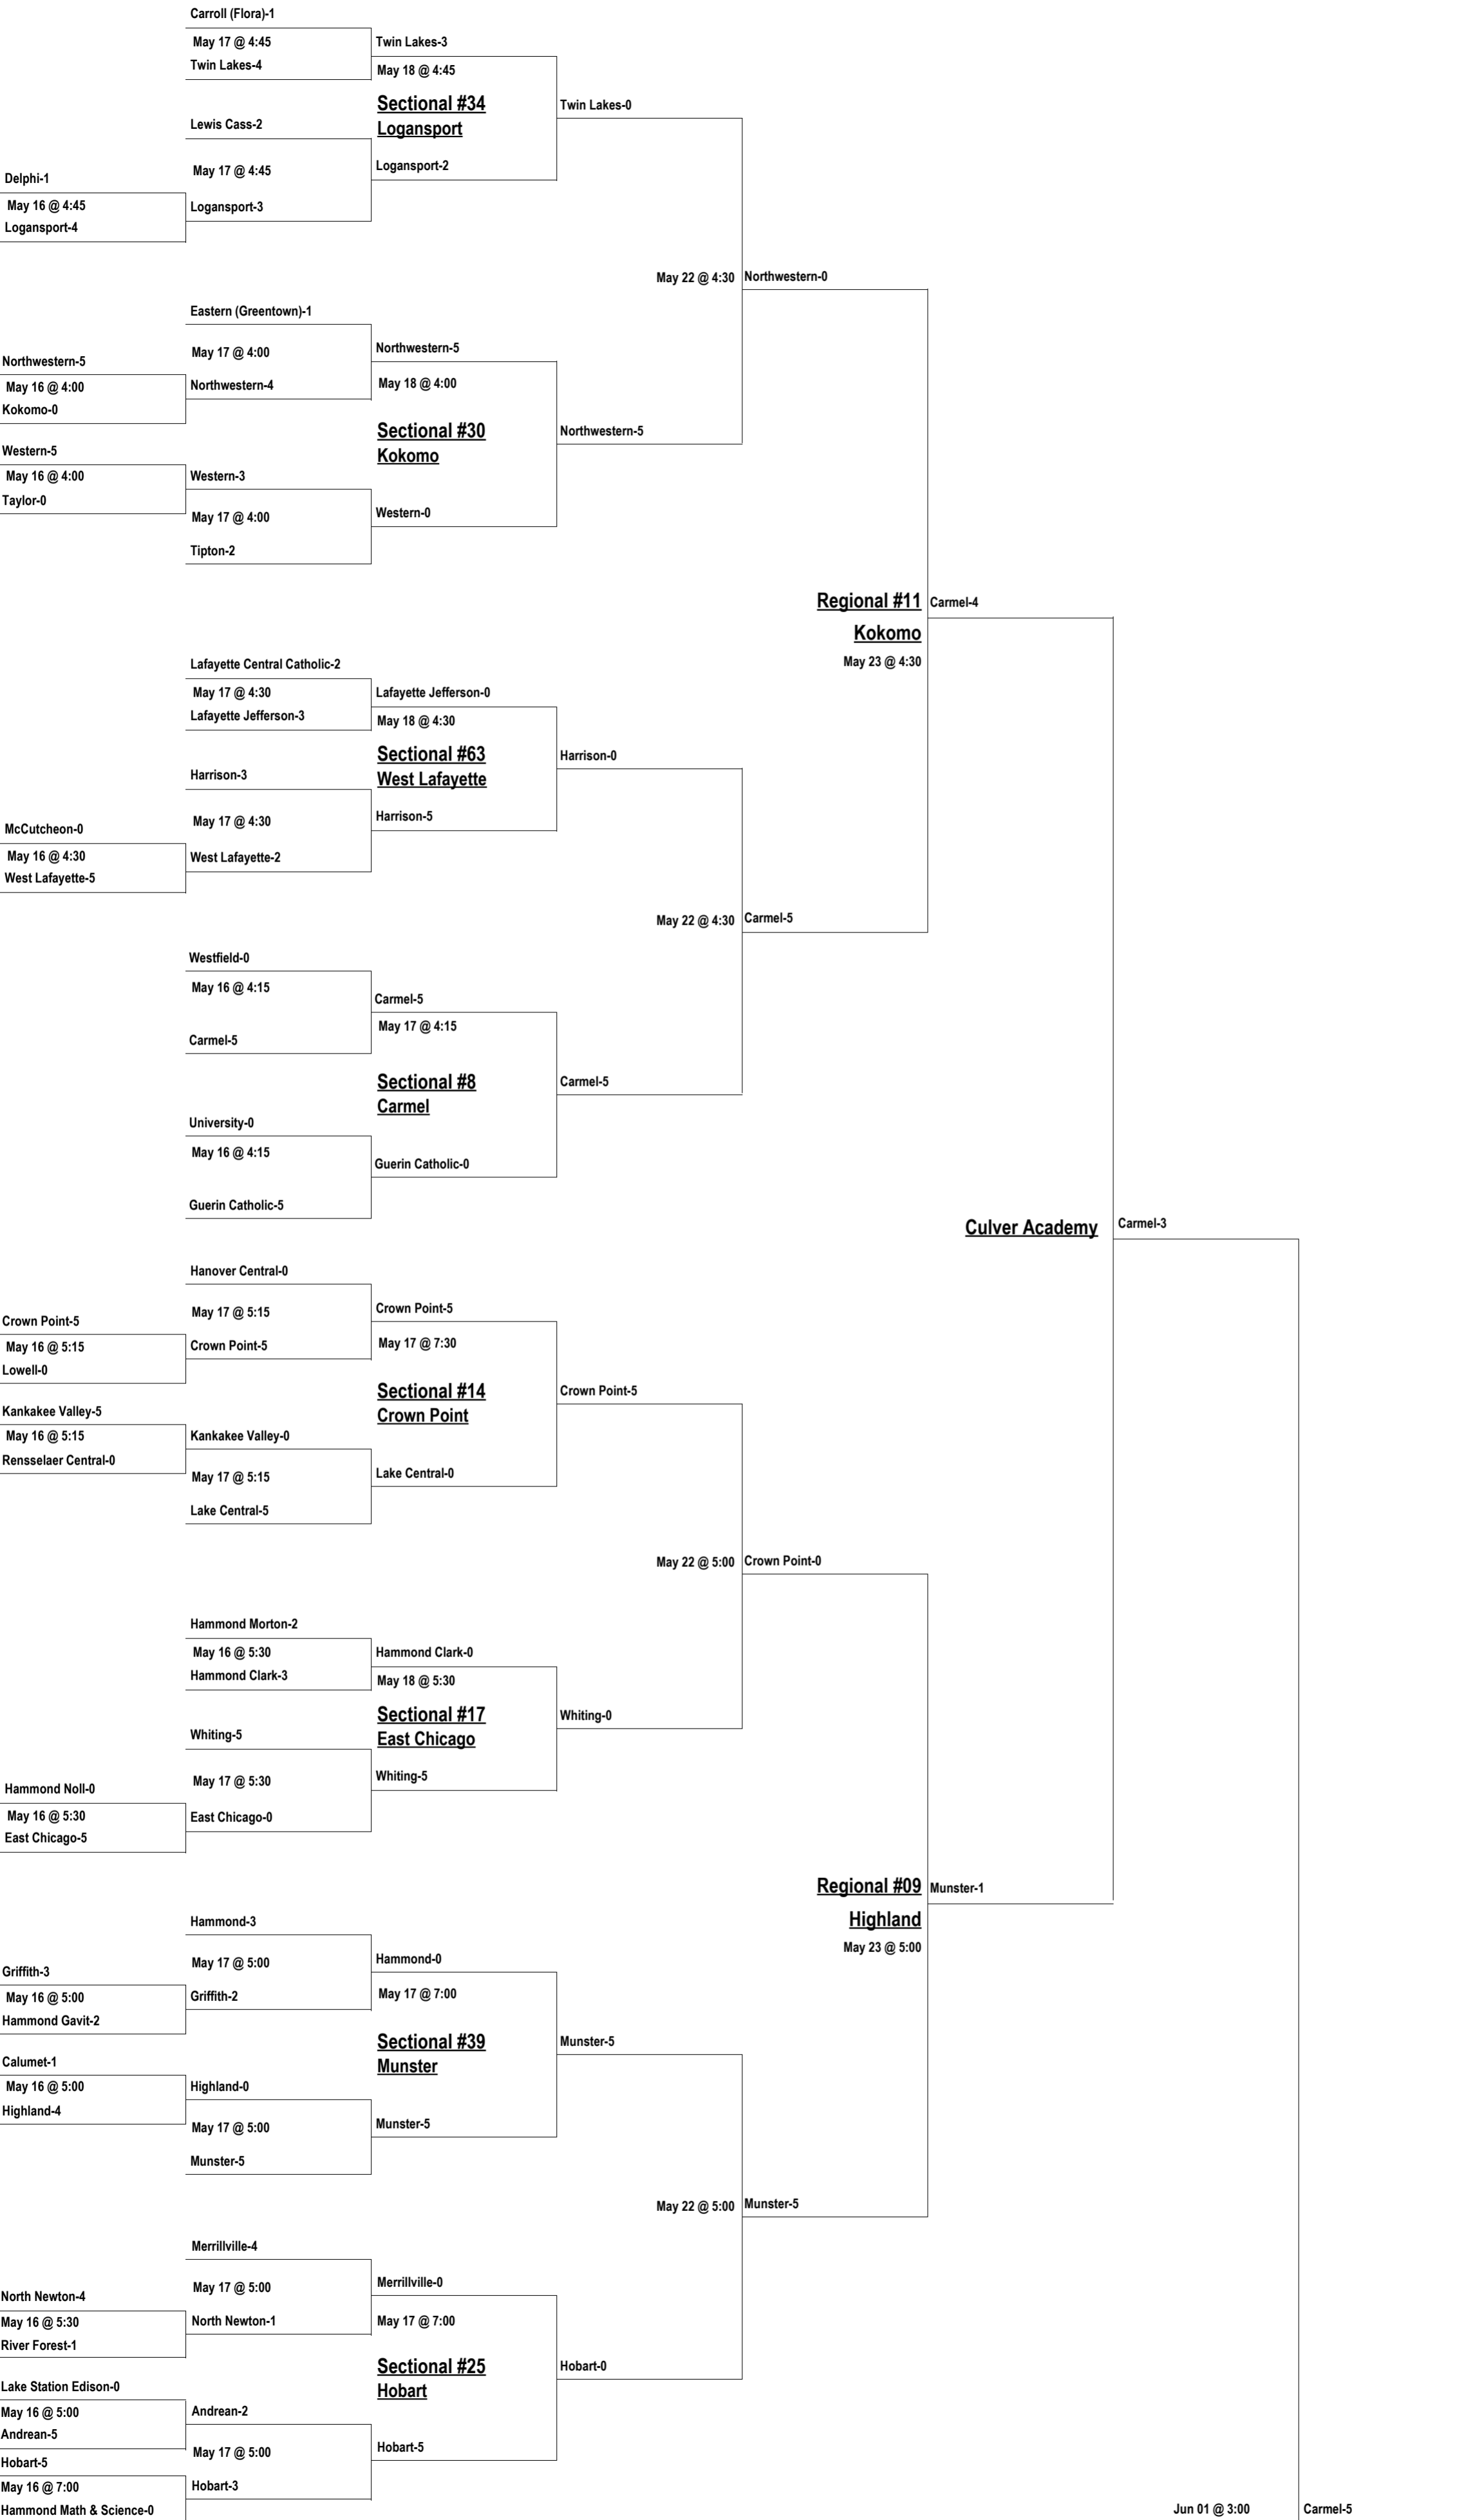 Carroll (Flora)-1
May 17 @ 4:45
Twin Lakes-3
Twin Lakes-4
May 18 @ 4:45
Sectional #34
Twin Lakes-0
Lewis Cass-2
Logansport
May 17 @ 4:45
Logansport-2
Delphi-1
May 16 @ 4:45
Logansport-3
Logansport-4
May 22 @ 4:30
Northwestern-0
Eastern (Greentown)-1
May 17 @ 4:00
Northwestern-5
Northwestern-5
May 16 @ 4:00
Northwestern-4
May 18 @ 4:00
Kokomo-0
Sectional #30
Northwestern-5
Western-5
Kokomo
May 16 @ 4:00
Western-3
Taylor-0
May 17 @ 4:00
Western-0
Tipton-2
Regional #11
Carmel-4
Kokomo
May 23 @ 4:30
Lafayette Central Catholic-2
May 17 @ 4:30
Lafayette Jefferson-0
Lafayette Jefferson-3
May 18 @ 4:30
Sectional #63
Harrison-0
Harrison-3
West Lafayette
May 17 @ 4:30
Harrison-5
McCutcheon-0
May 16 @ 4:30
West Lafayette-2
West Lafayette-5
May 22 @ 4:30
Carmel-5
Westfield-0
May 16 @ 4:15
Carmel-5
May 17 @ 4:15
Carmel-5
Sectional #8
Carmel-5
Carmel
University-0
May 16 @ 4:15
Guerin Catholic-0
Guerin Catholic-5
Culver Academy
Carmel-3
Hanover Central-0
May 17 @ 5:15
Crown Point-5
Crown Point-5
May 16 @ 5:15
Crown Point-5
May 17 @ 7:30
Lowell-0
Sectional #14
Crown Point-5
Kankakee Valley-5
Crown Point
May 16 @ 5:15
Kankakee Valley-0
Rensselaer Central-0
May 17 @ 5:15
Lake Central-0
Lake Central-5
May 22 @ 5:00
Crown Point-0
Hammond Morton-2
May 16 @ 5:30
Hammond Clark-0
Hammond Clark-3
May 18 @ 5:30
Sectional #17
Whiting-0
Whiting-5
East Chicago
May 17 @ 5:30
Whiting-5
Hammond Noll-0
May 16 @ 5:30
East Chicago-0
East Chicago-5
Regional #09
Munster-1
Highland
May 23 @ 5:00
Hammond-3
May 17 @ 5:00
Hammond-0
Griffith-3
May 16 @ 5:00
Griffith-2
May 17 @ 7:00
Hammond Gavit-2
Sectional #39
Munster-5
Calumet-1
Munster
May 16 @ 5:00
Highland-0
Highland-4
May 17 @ 5:00
Munster-5
Munster-5
May 22 @ 5:00
Munster-5
Merrillville-4
May 17 @ 5:00
Merrillville-0
North Newton-4
May 16 @ 5:30
North Newton-1
May 17 @ 7:00
River Forest-1
Sectional #25
Hobart-0
Lake Station Edison-0
Hobart
May 16 @ 5:00
Andrean-2
Andrean-5
May 17 @ 5:00
Hobart-5
Hobart-5
May 16 @ 7:00
Hobart-3
Hammond Math & Science-0
Jun 01 @ 3:00
Carmel-5